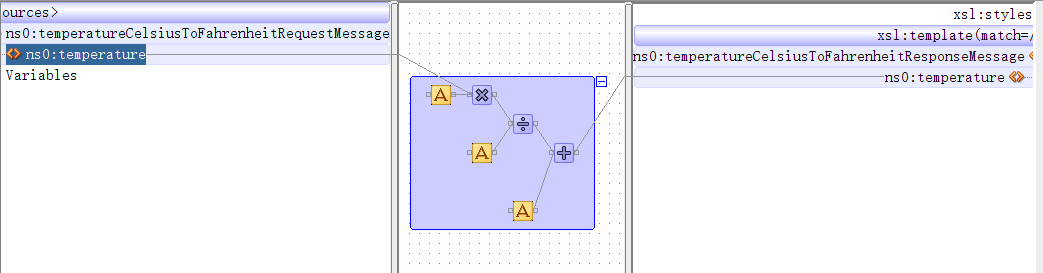 ources>
ns0:temperatureCelsiusToFahrenheitRequestMessage
ns0:temperature
Variables
A
A
A
xsl:styles
xsl:template(match=/
ns0:temperatureCelsiusToFahrenheitResponseMessage
ns0:temperature